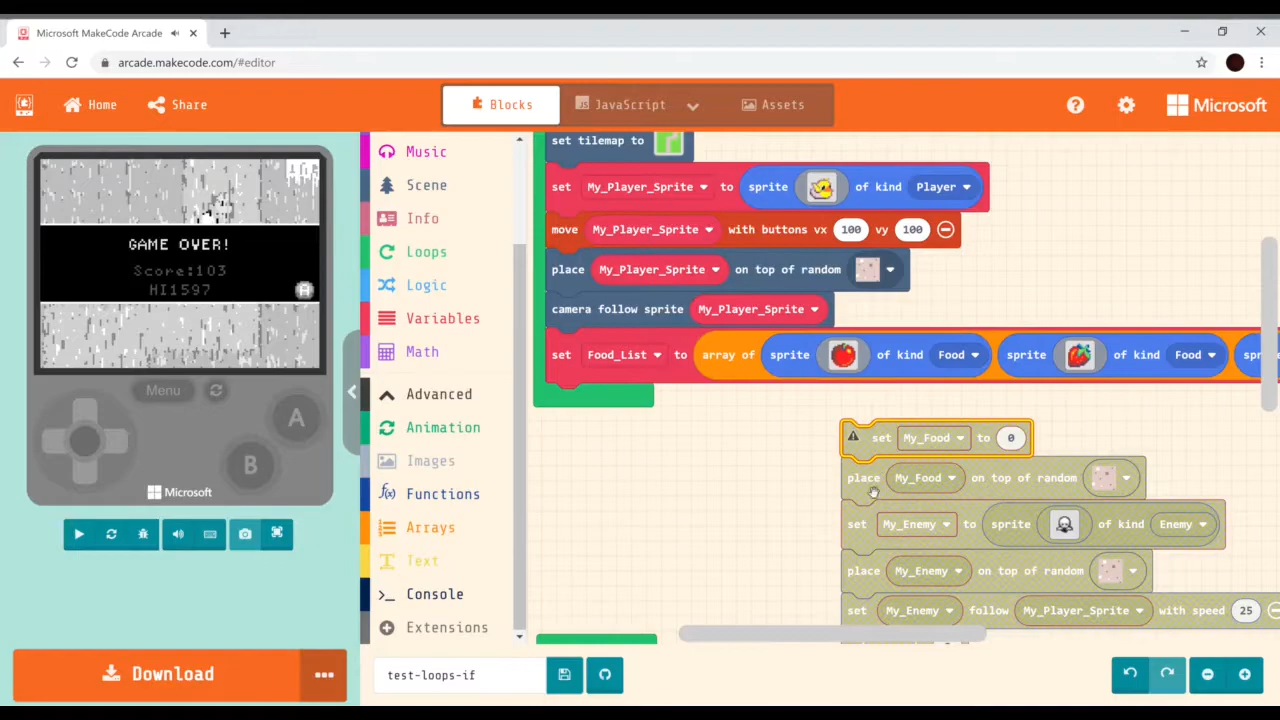 Microsoft MakeCode Arcade
arcade.makecode.com/#editor
Home
Share
Blocks
JavaScript
Assets
Microsoft
GAME OVER!
Score:103
HI1597
A
Menu
A
B
Microsoft
Download
Music
Scene
Info
Loops
Logic
Variables
Math
Advanced
Animation
Images
Functions
Arrays
Text
Console
Extensions
set tilemap to
set My_Player_Sprite to sprite of kind Player
move My_Player_Sprite with buttons vx 100 vy 100
place My_Player_Sprite on top of random
camera follow sprite My_Player_Sprite
set Food_List to array of sprite of kind Food sprite of kind Food
set My_Food to 0
place My_Food on top of random
set My_Enemy to sprite of kind Enemy
place My_Enemy on top of random
set My_Enemy follow My_Player_Sprite with speed 25
test-loops-if